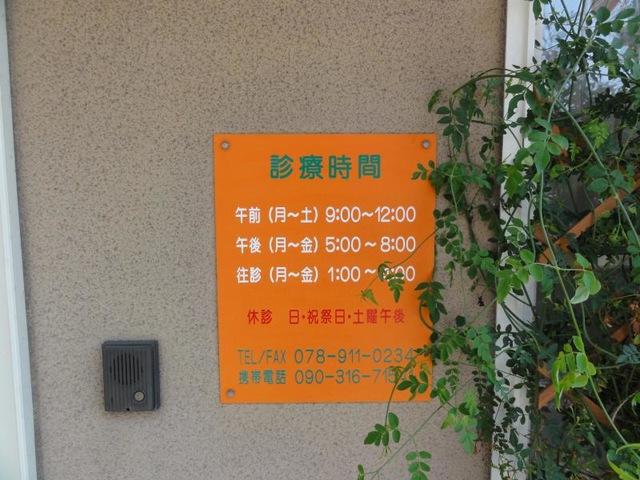 診療時間
午前（月〜土）9:00〜12:00
午後（月〜金）5:00〜8:00
往診（月〜金）1:00〜
休診 日・祝祭日・土曜午後
TEL/FAX 078-911-0234
携帯電話 090-316-715